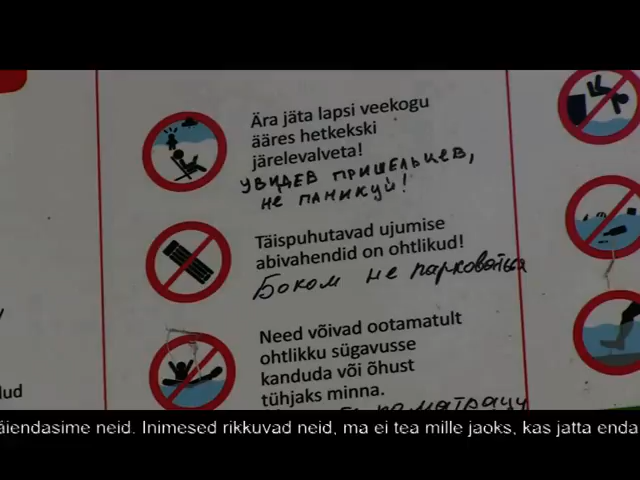 Ära jäta lapsi veekogu
ääres hetkekski
järelevalveta!
УВИДЕВ ПРИШЕЛЬЦЕВ,
НЕ ПАНИКУЙ!
Täispuhutavad ujumise
abivahendid on ohtlikud!
Боком не парковаться
Need võivad ootamatult
ohtlikku sügavusse
kanduda või õhust
tühjaks minna.
äiendasime neid. Inimesed rikkuvad neid, ma ei tea mille jaoks, kas jatta enda